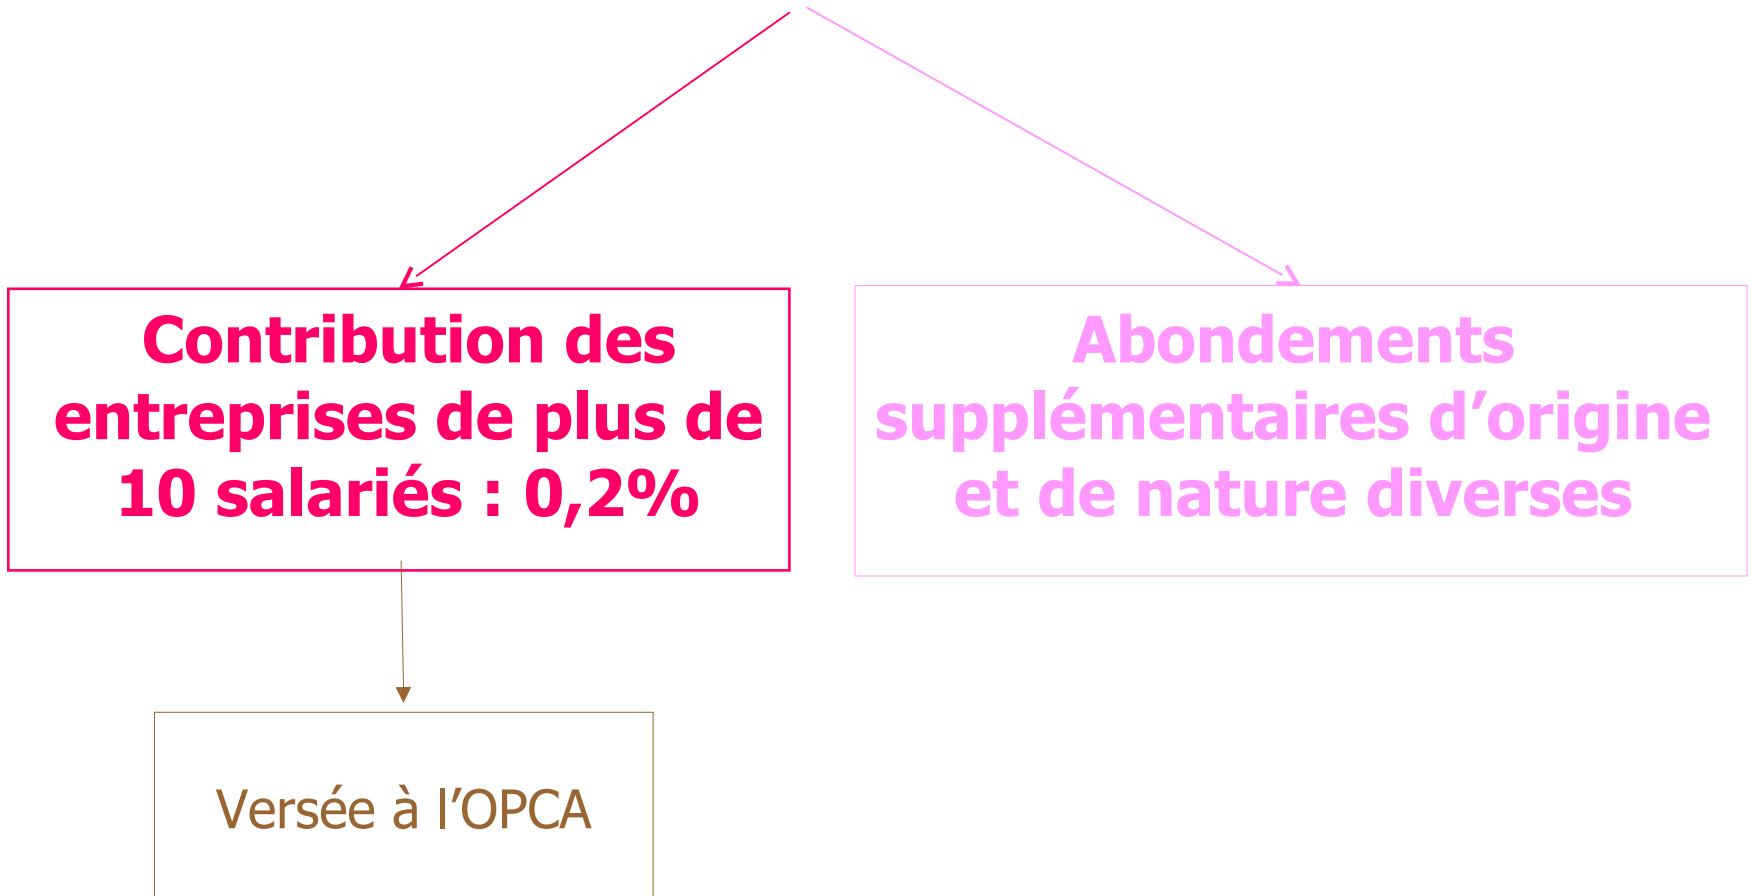 Contribution des
entreprises de plus de
10 salariés : 0,2%
Abondements
supplémentaires d’origine
et de nature diverses
Versée à l’OPCA